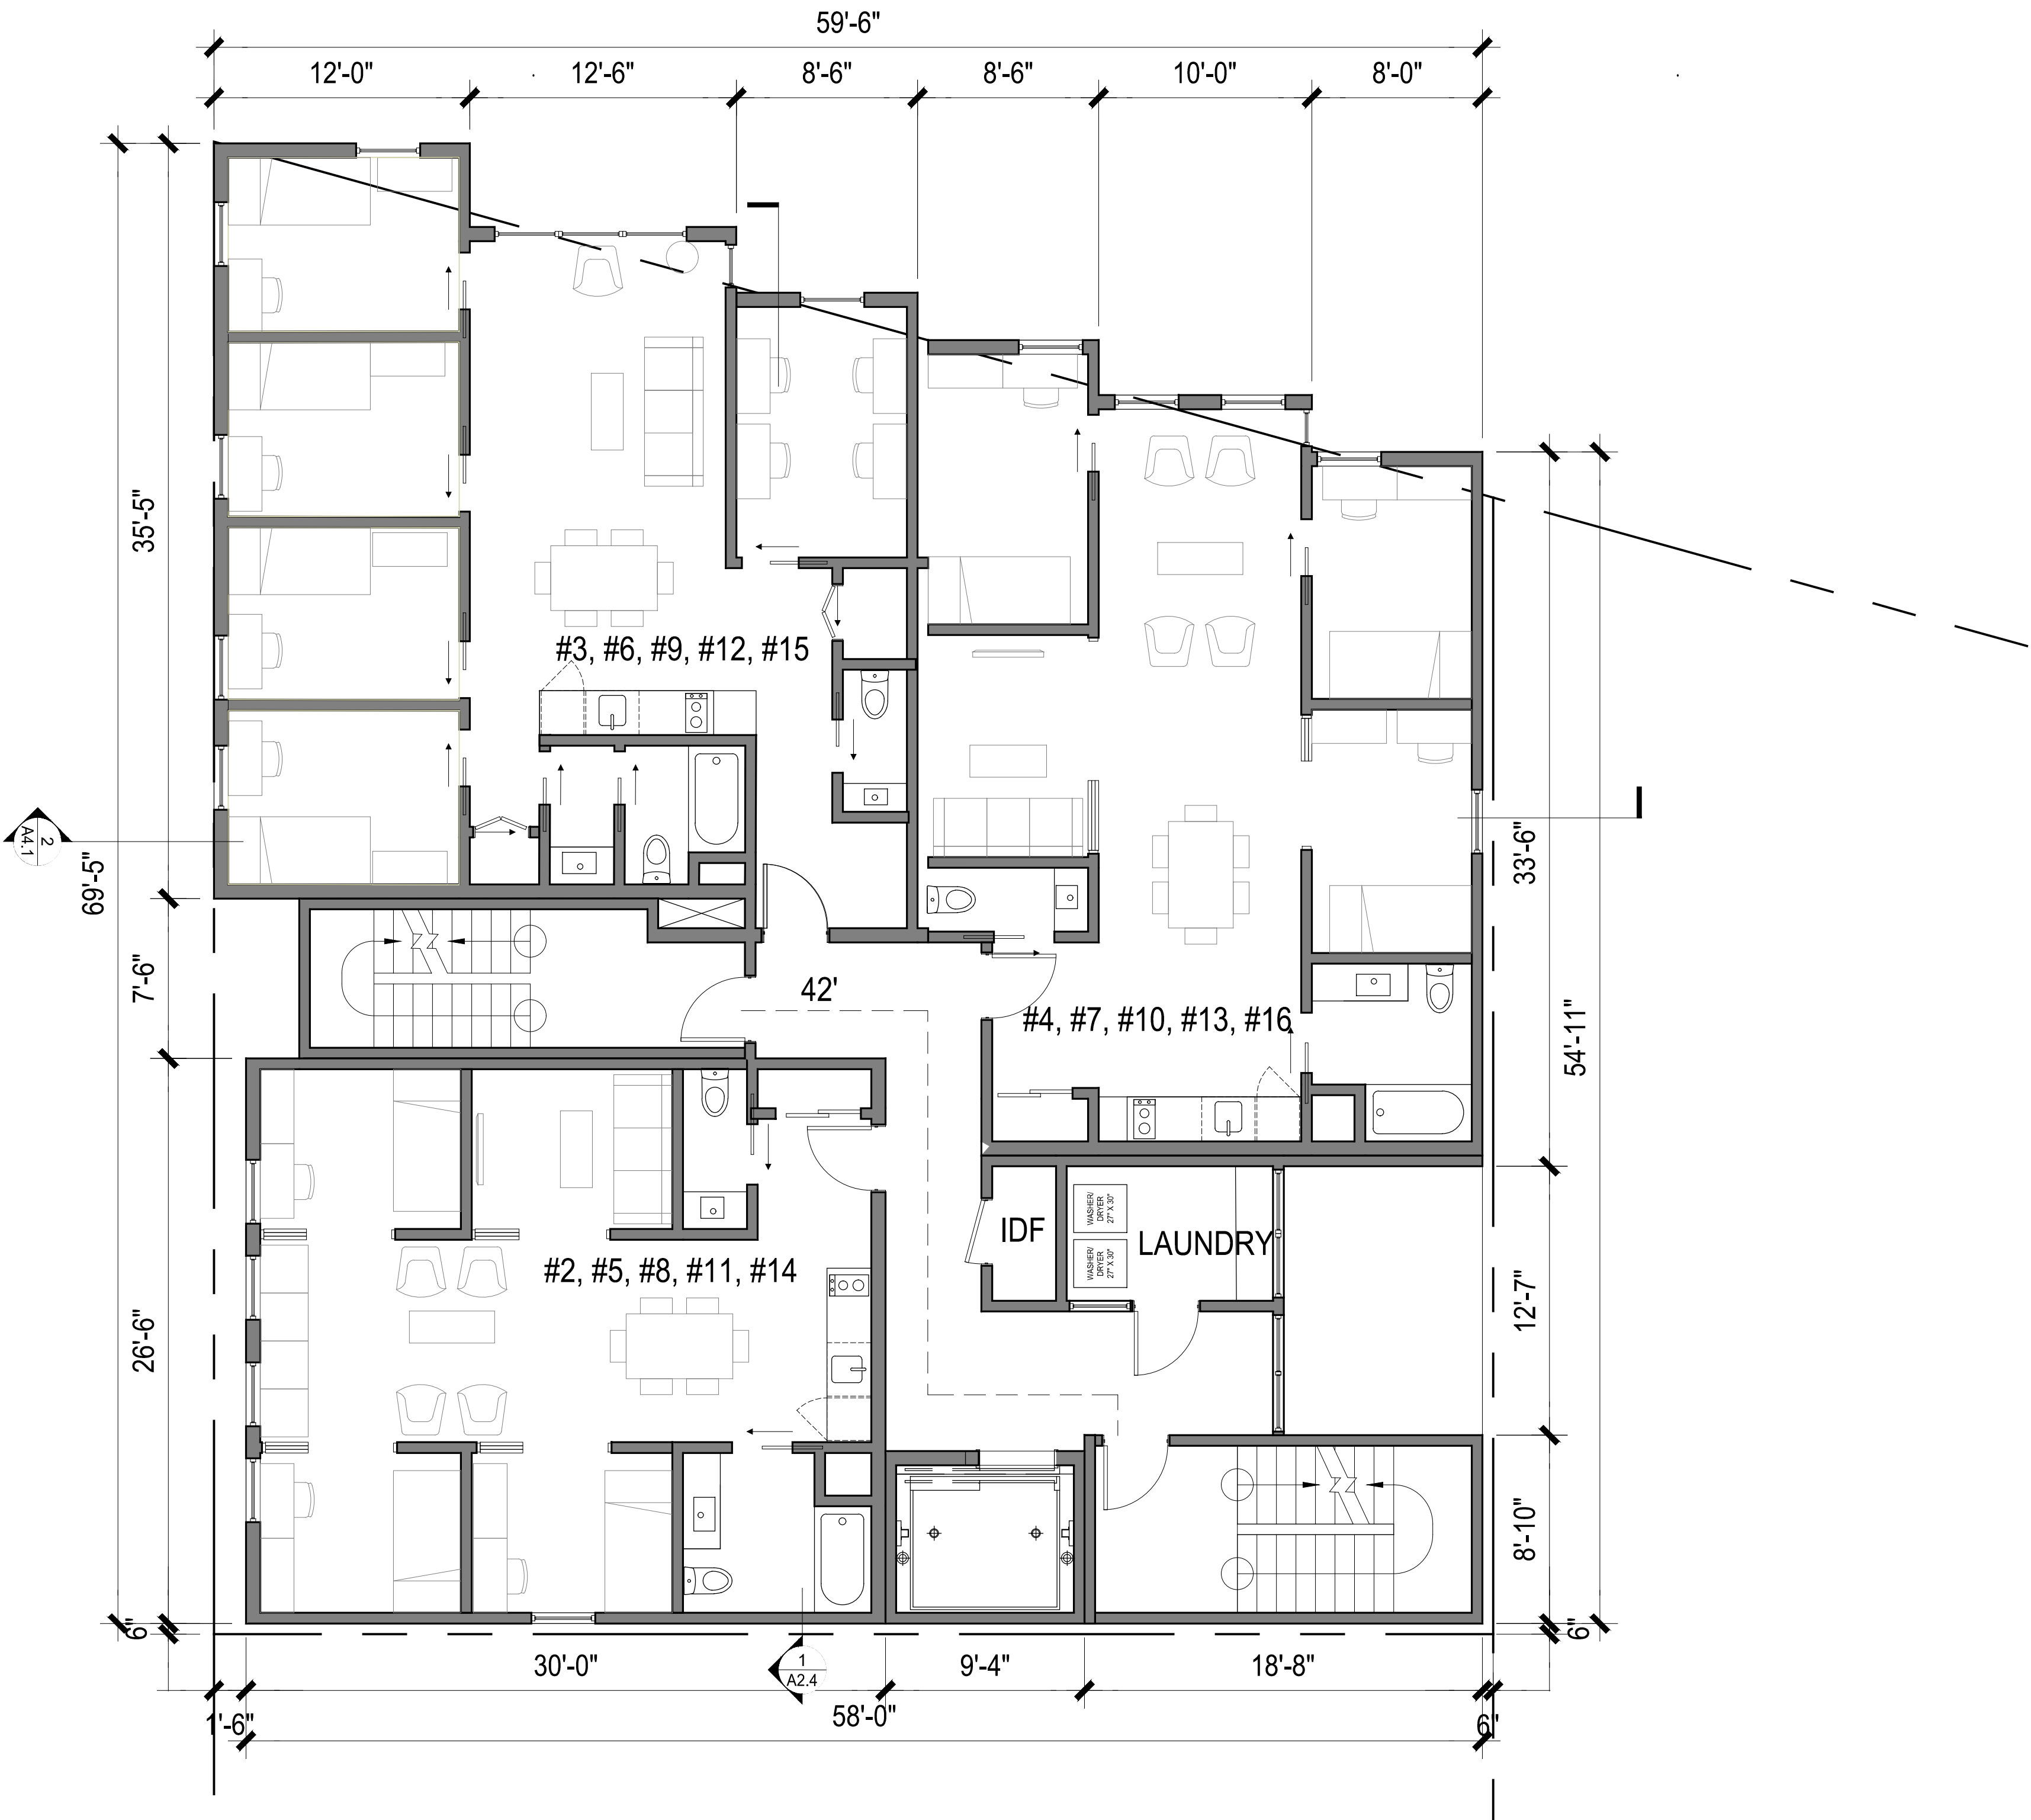 59'-6"
12'-0"
12'-6"
8'-6"
8'-6"
10'-0"
8'-0"
35'-5"
69'-5"
7'-6"
26'-6"
6"
#3, #6, #9, #12, #15
2
A4.1
42'
#4, #7, #10, #13, #16
33'-6"
54'-11"
12'-7"
8'-10"
6"
IDF
WASHER/
DRYER
27" X 30"
WASHER/
DRYER
27" X 30"
LAUNDRY
#2, #5, #8, #11, #14
30'-0"
1
A2.4
9'-4"
18'-8"
1'-6"
58'-0"
6"